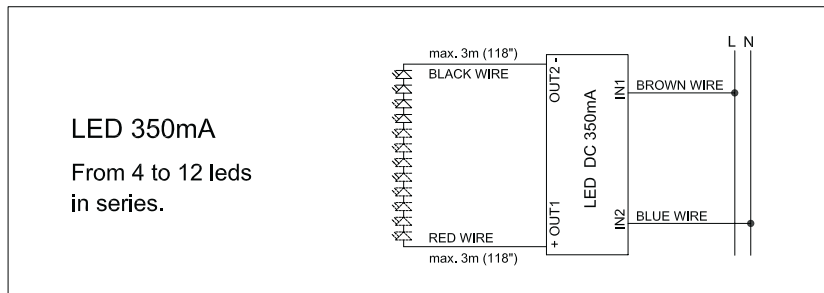 LED 350mA
From 4 to 12 leds
in series.
max. 3m (118")
BLACK WIRE
OUT2 -
LED DC 350mA
+ OUT1
RED WIRE
max. 3m (118")
IN1
BROWN WIRE
IN2
BLUE WIRE
L N